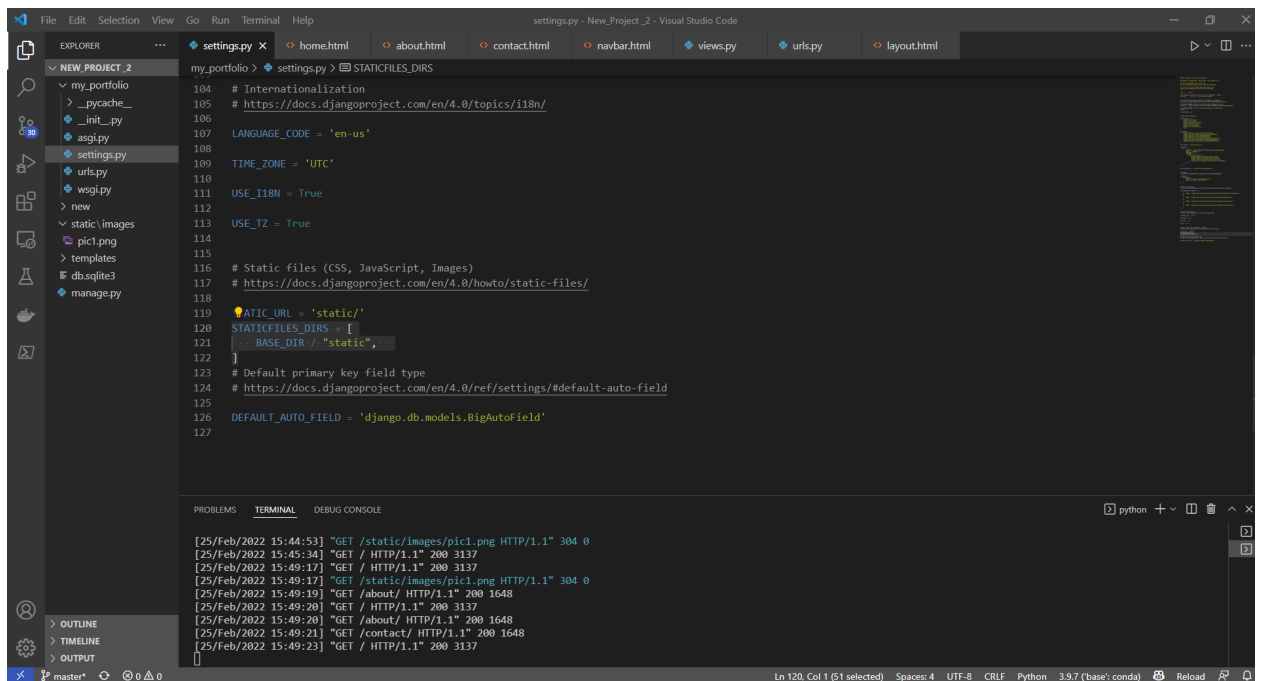 File Edit Selection View Go Run Terminal Help settings.py - New_Project _2 - Visual Studio Code
EXPLORER
settings.py home.html about.html contact.html navbar.html views.py urls.py layout.html
NEW_PROJECT _2
my_portfolio
__pycache__
__init__.py
asgi.py
settings.py
urls.py
wsgi.py
new
static\images
pic1.png
templates
db.sqlite3
manage.py
30
my_portfolio > settings.py > STATICFILES_DIRS
104 # Internationalization
105 # https://docs.djangoproject.com/en/4.0/topics/i18n/
106
107 LANGUAGE_CODE = 'en-us'
108
109 TIME_ZONE = 'UTC'
110
111 USE_I18N = True
112
113 USE_TZ = True
114
115
116 # Static files (CSS, JavaScript, Images)
117 # https://docs.djangoproject.com/en/4.0/howto/static-files/
118
119 ATIC_URL = 'static/'
120 STATICFILES_DIRS = [
121 BASE_DIR / "static",
122 ]
123 # Default primary key field type
124 # https://docs.djangoproject.com/en/4.0/ref/settings/#default-auto-field
125
126 DEFAULT_AUTO_FIELD = 'django.db.models.BigAutoField'
127
PROBLEMS TERMINAL DEBUG CONSOLE python
[25/Feb/2022 15:44:53] "GET /static/images/pic1.png HTTP/1.1" 304 0
[25/Feb/2022 15:45:34] "GET / HTTP/1.1" 200 3137
[25/Feb/2022 15:49:17] "GET / HTTP/1.1" 200 3137
[25/Feb/2022 15:49:17] "GET /static/images/pic1.png HTTP/1.1" 304 0
[25/Feb/2022 15:49:19] "GET /about/ HTTP/1.1" 200 1648
[25/Feb/2022 15:49:20] "GET / HTTP/1.1" 200 3137
[25/Feb/2022 15:49:20] "GET /about/ HTTP/1.1" 200 1648
[25/Feb/2022 15:49:21] "GET /contact/ HTTP/1.1" 200 1648
[25/Feb/2022 15:49:23] "GET / HTTP/1.1" 200 3137
OUTLINE
TIMELINE
OUTPUT
master* 0 0 Ln 120, Col 1 (51 selected) Spaces: 4 UTF-8 CRLF Python 3.9.7 ('base': conda) Reload